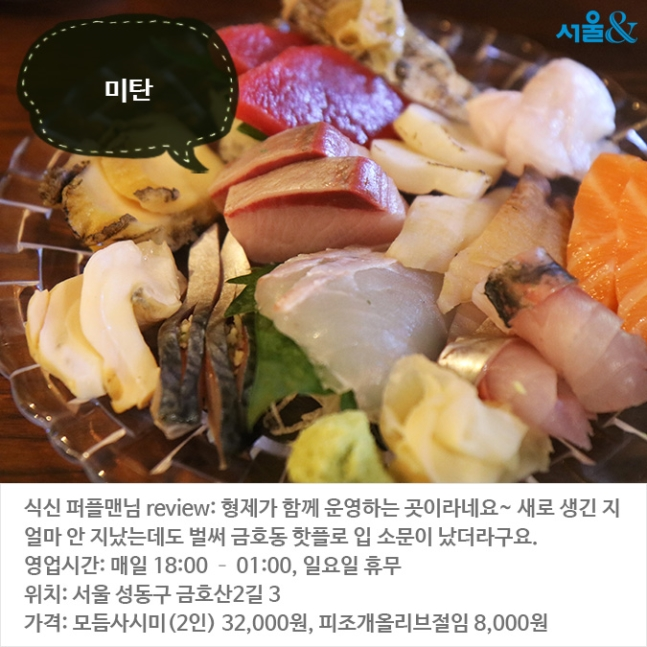 서울&
미탄
식신 퍼플맨님 review: 형제가 함께 운영하는 곳이라네요~ 새로 생긴 지
얼마 안 지났는데도 벌써 금호동 핫플로 입 소문이 났더라구요.
영업시간: 매일 18:00 – 01:00, 일요일 휴무
위치: 서울 성동구 금호산2길 3
가격: 모듬사시미(2인) 32,000원, 피조개올리브절임 8,000원